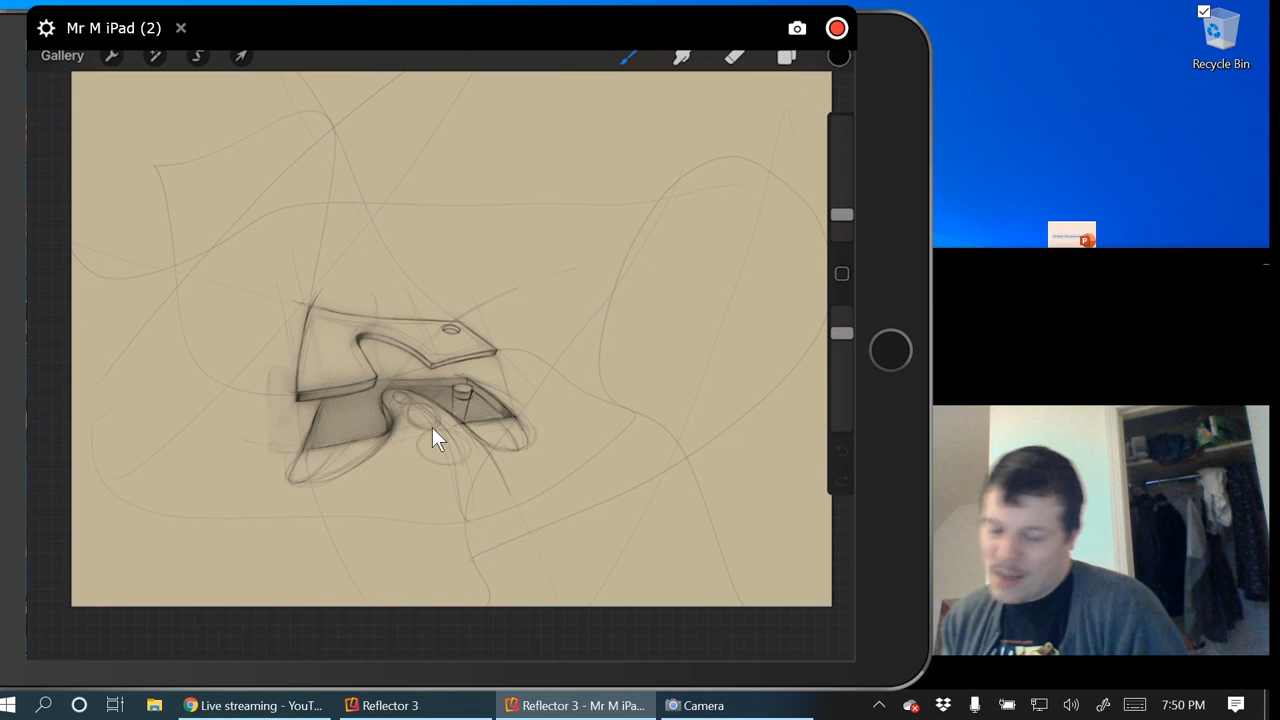 Mr M iPad (2)
Gallery
Recycle Bin
Live streaming - YouT...
Reflector 3
Reflector 3 - Mr M iPa...
Camera
7:50 PM